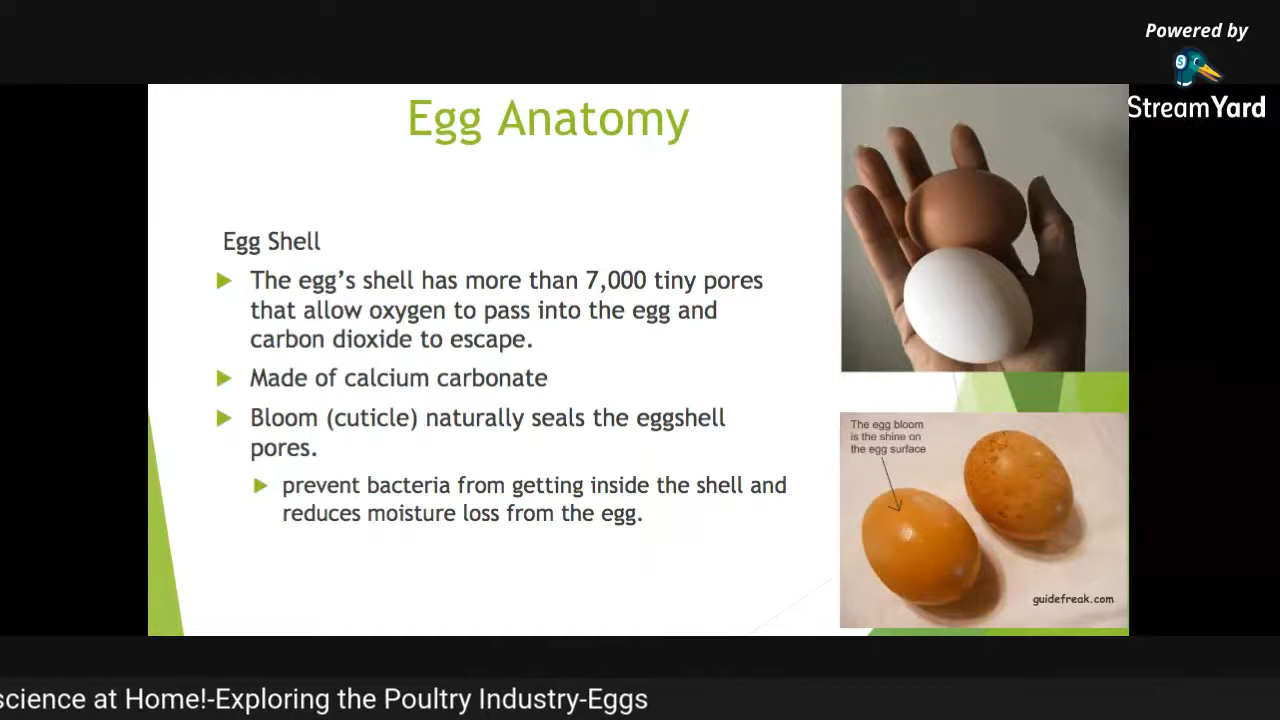 Powered by
StreamYard
Egg Anatomy
Egg Shell
The egg’s shell has more than 7,000 tiny pores
that allow oxygen to pass into the egg and
carbon dioxide to escape.
Made of calcium carbonate
Bloom (cuticle) naturally seals the eggshell
pores.
prevent bacteria from getting inside the shell and
reduces moisture loss from the egg.
The egg bloom
is the shine on
the egg surface
guidefreak.com
science at Home!-Exploring the Poultry Industry-Eggs